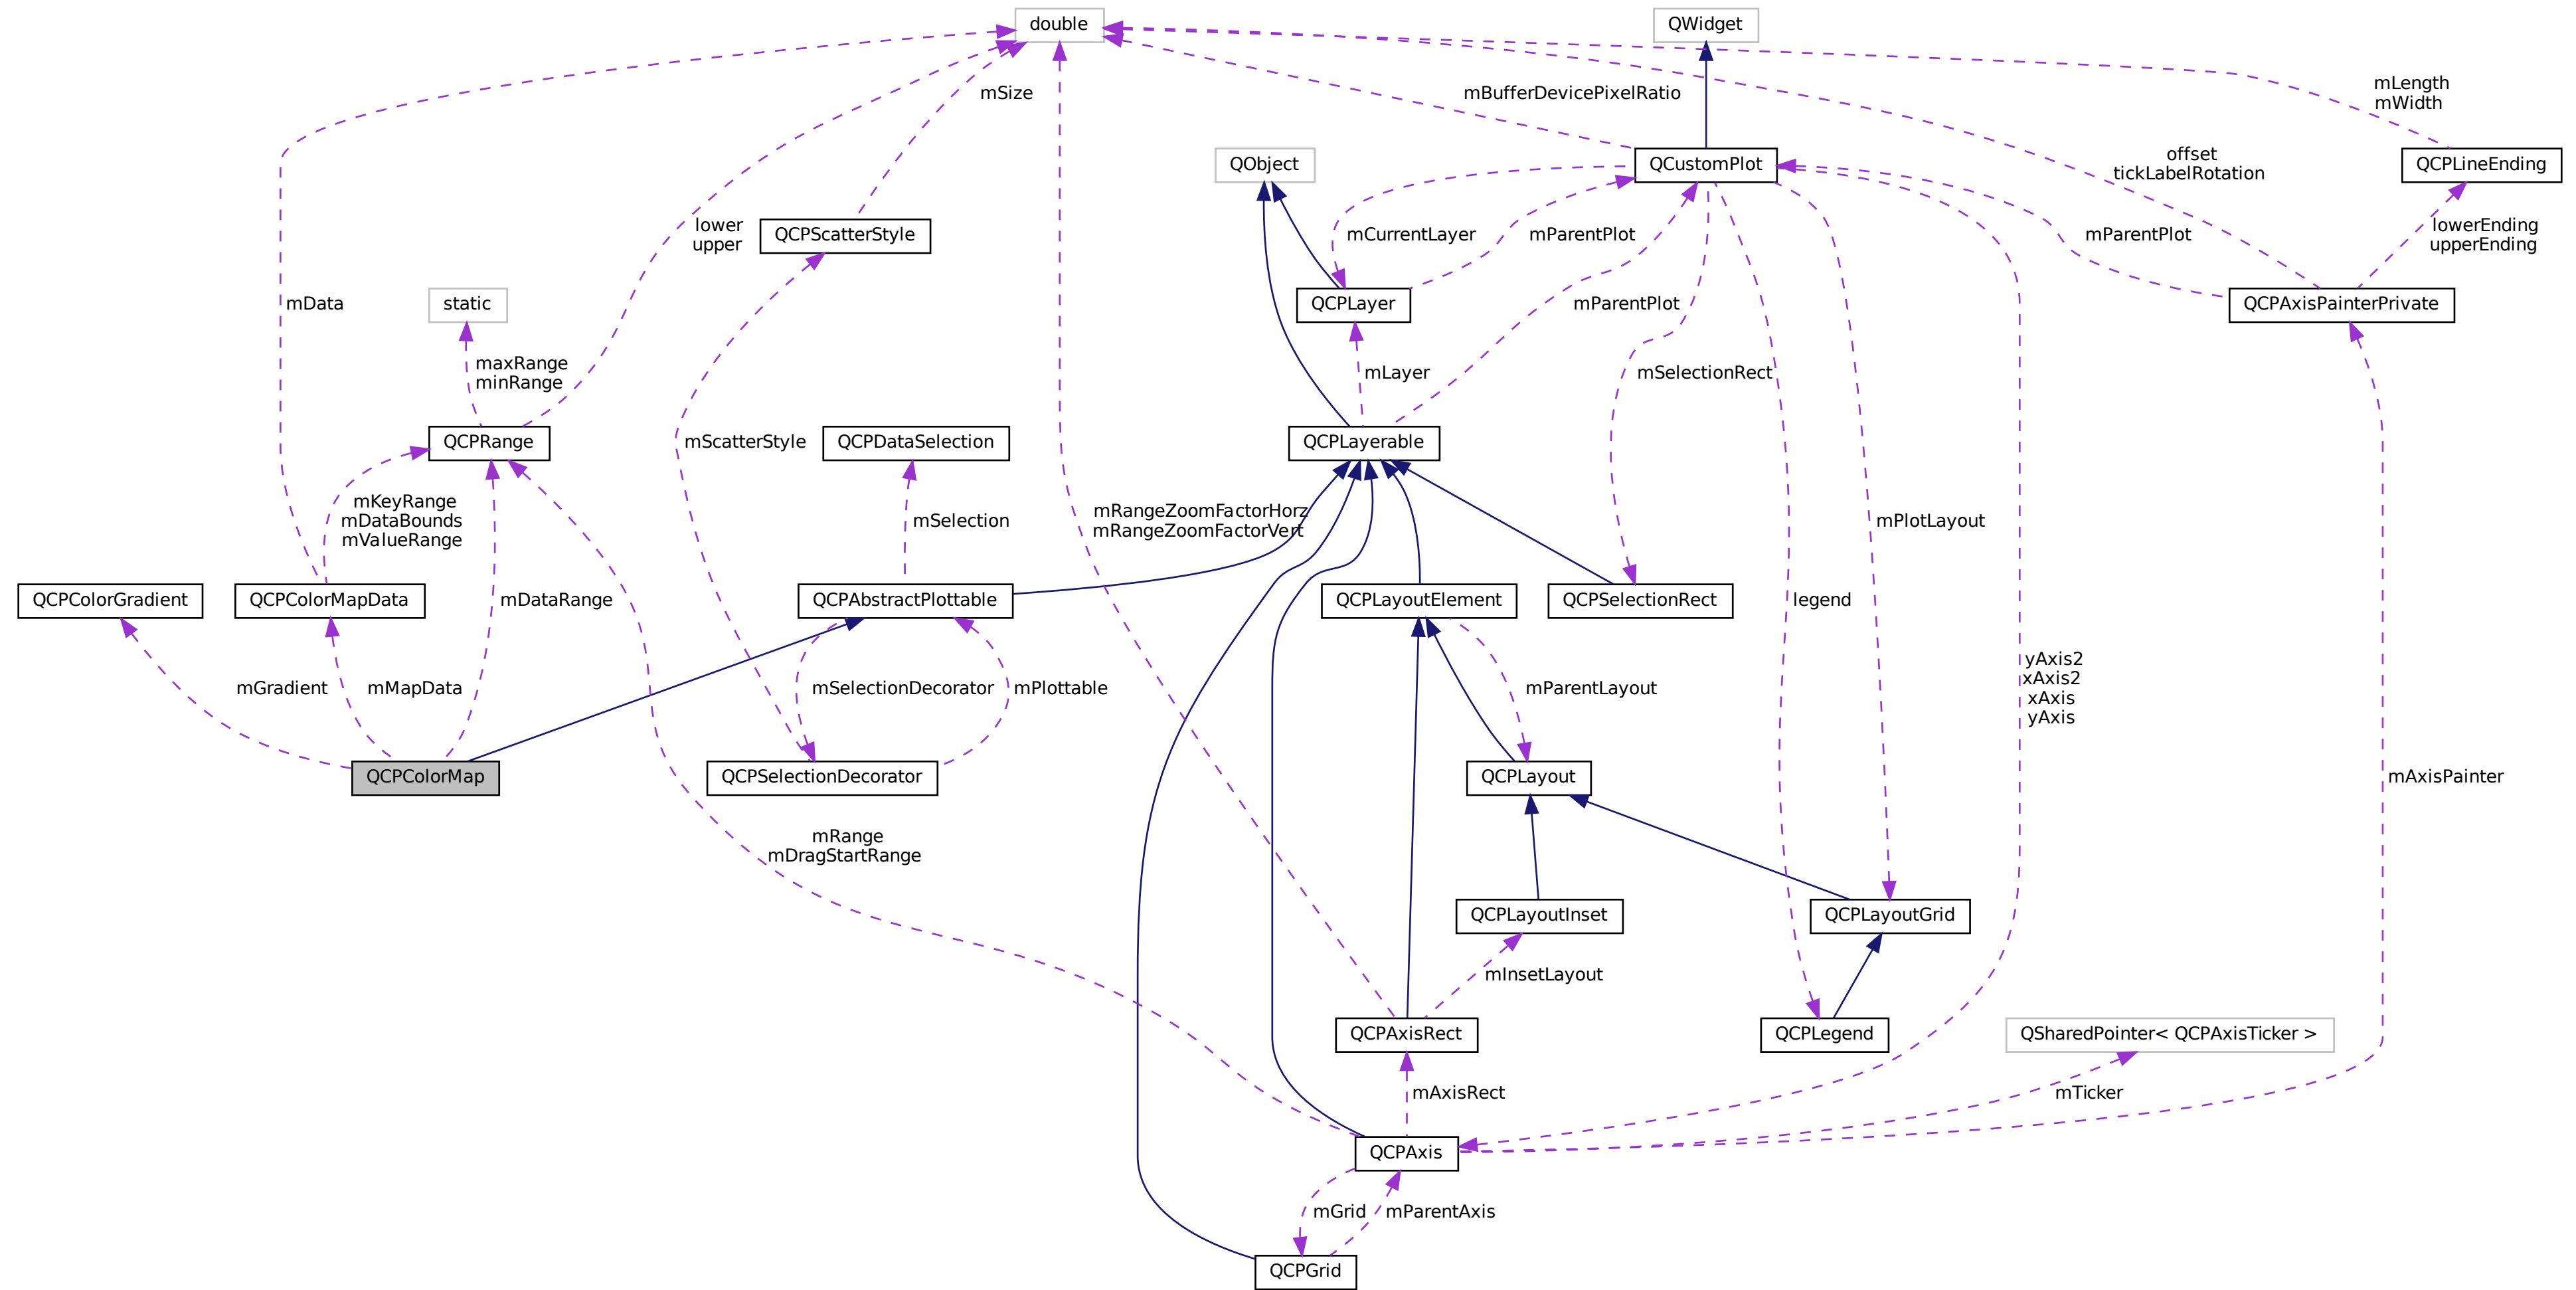 double
QWidget
mLength
mWidth
mSize
mBufferDevicePixelRatio
offset
tickLabelRotation
QObject
QCustomPlot
QCPLineEnding
lower
upper
QCPScatterStyle
mCurrentLayer
mParentPlot
mParentPlot
lowerEnding
upperEnding
mData
static
QCPLayer
mParentPlot
QCPAxisPainterPrivate
maxRange
minRange
mLayer
mSelectionRect
QCPRange
mScatterStyle
QCPDataSelection
QCPLayerable
mKeyRange
mDataBounds
mValueRange
mSelection
mRangeZoomFactorHorz
mRangeZoomFactorVert
mPlotLayout
QCPColorGradient
QCPColorMapData
mDataRange
QCPAbstractPlottable
QCPLayoutElement
QCPSelectionRect
legend
mGradient
mMapData
mSelectionDecorator
mPlottable
mParentLayout
yAxis2
xAxis2
xAxis
yAxis
QCPColorMap
QCPSelectionDecorator
QCPLayout
mAxisPainter
mRange
mDragStartRange
QCPLayoutInset
QCPLayoutGrid
mInsetLayout
QCPAxisRect
QCPLegend
QSharedPointer< QCPAxisTicker >
mAxisRect
mTicker
QCPAxis
mGrid
mParentAxis
QCPGrid